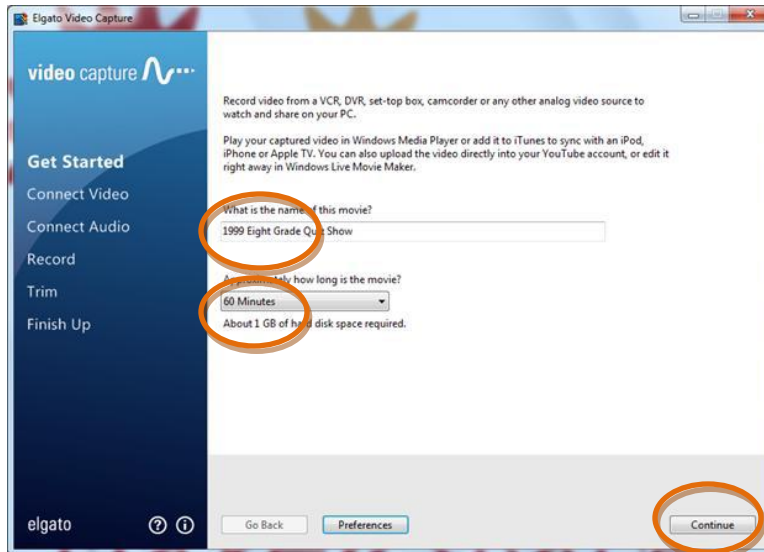 Elgato Video Capture
video capture
Get Started
Connect Video
Connect Audio
Record
Trim
Finish Up
elgato
Record video from a VCR, DVR, set-top box, camcorder or any other analog video source to
watch and share on your PC.
Play your captured video in Windows Media Player or add it to iTunes to sync with an iPod,
iPhone or Apple TV. You can also upload the video directly into your YouTube account, or edit it
right away in Windows Live Movie Maker.
What is the name of this movie?
1999 Eight Grade Quiz Show
Approximately how long is the movie?
60 Minutes
About 1 GB of hard disk space required.
Go Back
Preferences
Continue